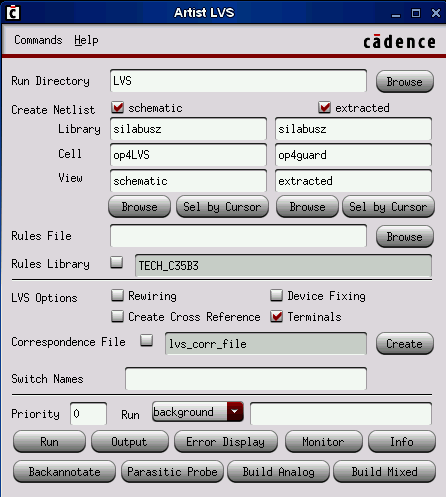 Artist LVS
Commands Help cādence
Run Directory LVS Browse
Create Netlist schematic extracted
Library silabusz silabusz
Cell op4LVS op4guard
View schematic extracted
Browse Sel by Cursor Browse Sel by Cursor
Rules File Browse
Rules Library TECH_C35B3
LVS Options Rewiring Device Fixing
Create Cross Reference Terminals
Correspondence File lvs_corr_file Create
Switch Names
Priority 0 Run background
Run Output Error Display Monitor Info
Backannotate Parasitic Probe Build Analog Build Mixed